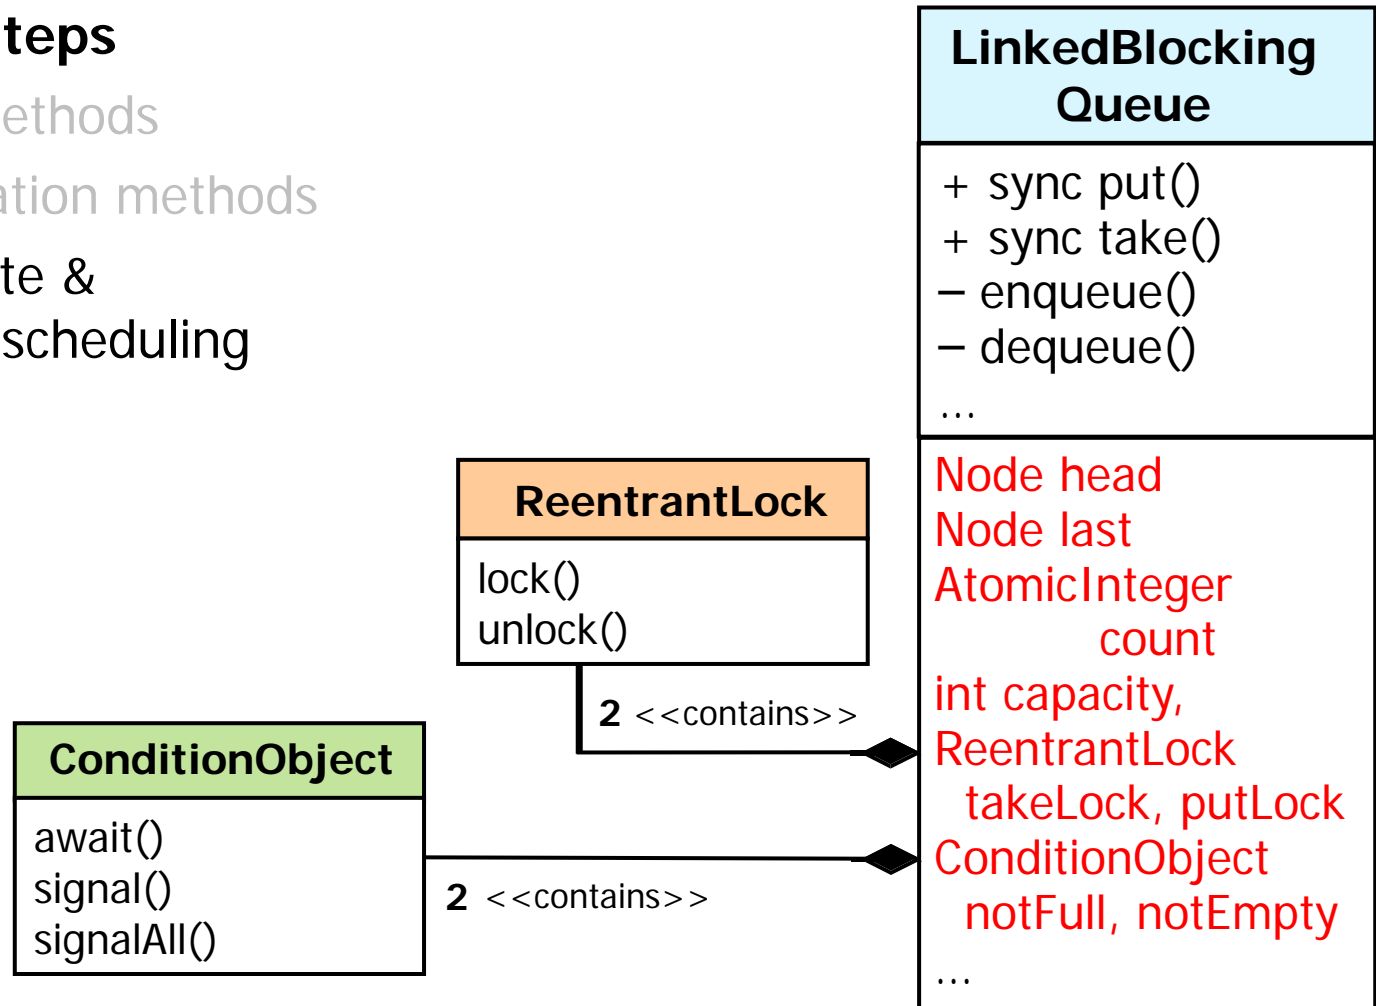 teps
ethods
ation methods
te &
scheduling
LinkedBlocking
Queue
+ sync put()
+ sync take()
– enqueue()
– dequeue()
...
Node head
Node last
AtomicInteger
count
int capacity,
ReentrantLock
takeLock, putLock
ConditionObject
notFull, notEmpty
...
ReentrantLock
lock()
unlock()
2 <<contains>>
ConditionObject
await()
signal()
signalAll()
2 <<contains>>